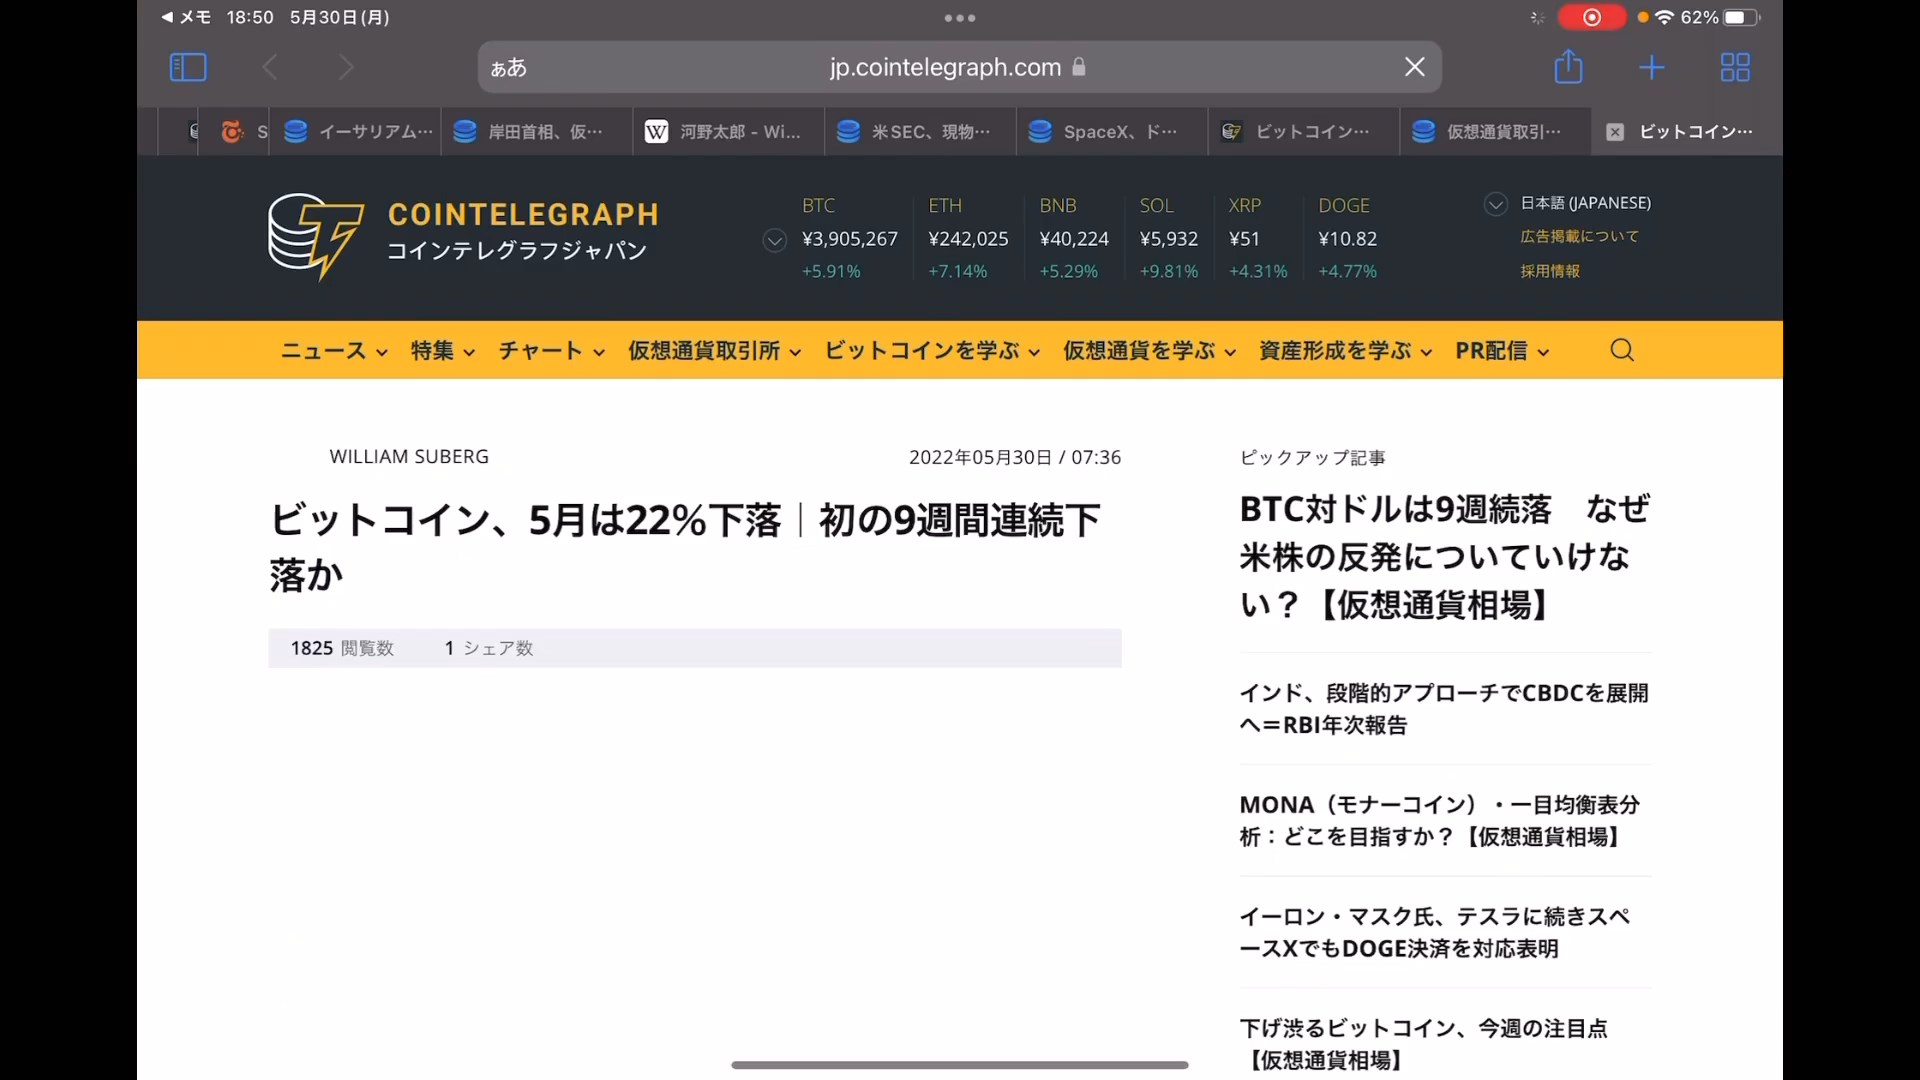 メモ 18:50 5月30日(月)
62%
ぁあ
jp.cointelegraph.com
S
イーサリアム…
岸田首相、仮…
W 河野太郎 - Wi...
米SEC、現物…
SpaceX、ド…
ビットコイン…
仮想通貨取引…
ビットコイン…
COINTELEGRAPH
コインテレグラフジャパン
BTC ETH BNB SOL XRP DOGE
¥3,905,267 ¥242,025 ¥40,224 ¥5,932 ¥51 ¥10.82
+5.91% +7.14% +5.29% +9.81% +4.31% +4.77%
日本語 (JAPANESE)
広告掲載について
採用情報
ニュース 特集 チャート 仮想通貨取引所 ビットコインを学ぶ 仮想通貨を学ぶ 資産形成を学ぶ PR配信
WILLIAM SUBERG 2022年05月30日 / 07:36
ビットコイン、5月は22%下落｜初の9週間連続下
落か
1825 閲覧数 1 シェア数
ピックアップ記事
BTC対ドルは9週続落　なぜ
米株の反発についていけな
い？【仮想通貨相場】
インド、段階的アプローチでCBDCを展開
へ＝RBI年次報告
MONA（モナーコイン）・一目均衡表分
析：どこを目指すか？【仮想通貨相場】
イーロン・マスク氏、テスラに続きスペ
ースXでもDOGE決済を対応表明
下げ渋るビットコイン、今週の注目点
【仮想通貨相場】